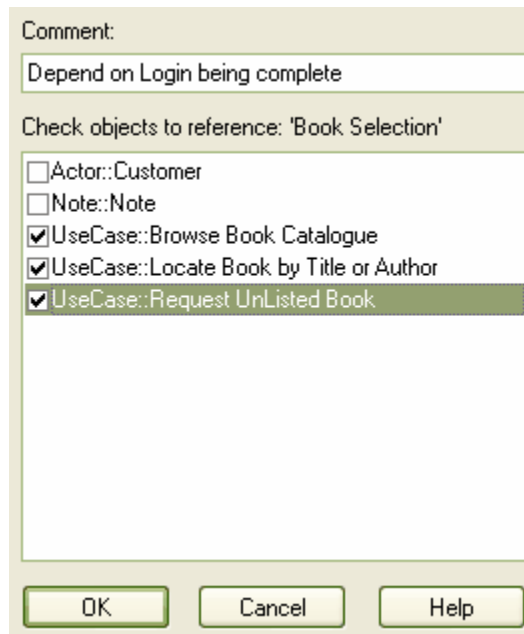 Comment:
Depend on Login being complete
Check objects to reference: 'Book Selection'
Actor::Customer
Note::Note
UseCase::Browse Book Catalogue
UseCase::Locate Book by Title or Author
UseCase::Request UnListed Book
OK Cancel Help